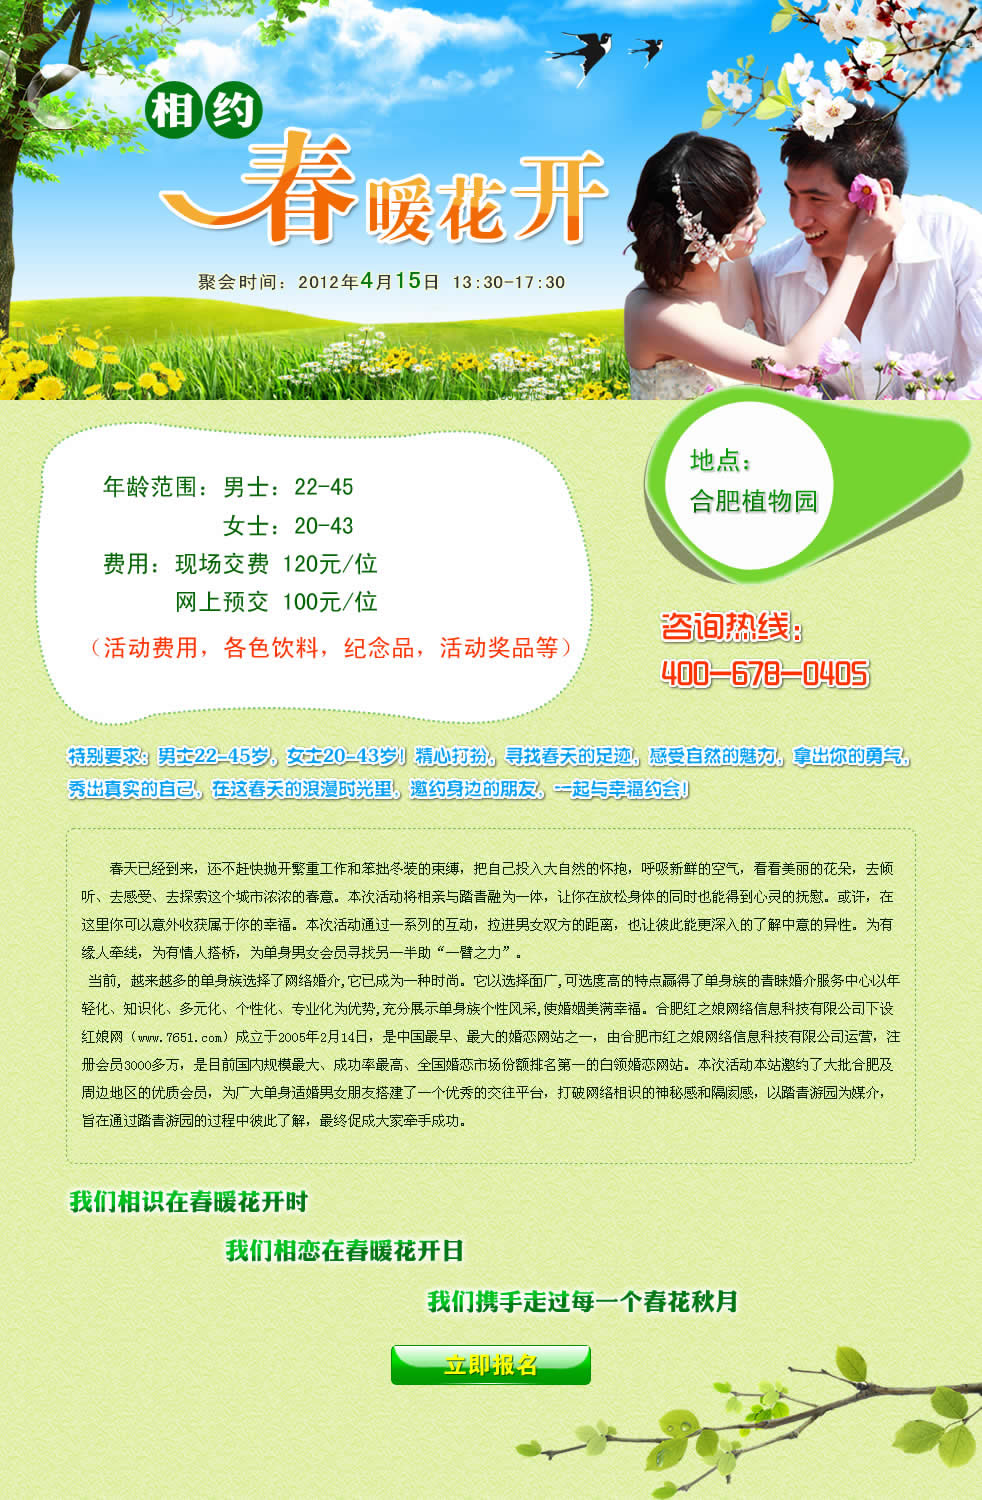 相约
春暖花开
聚会时间：2012年4月15日 13:30-17:30
年龄范围：男士：22-45
女士：20-43
费用：现场交费 120元/位
网上预交 100元/位
（活动费用，各色饮料，纪念品，活动奖品等）
地点：
合肥植物园
咨询热线：
400-678-0405
特别要求：男士22-45岁，女士20-43岁！精心打扮，寻找春天的足迹，感受自然的魅力，拿出你的勇气，
秀出真实的自己，在这春天的浪漫时光里，邀约身边的朋友，一起与幸福约会！
春天已经到来，还不赶快抛开繁重工作和笨拙冬装的束缚，把自己投入大自然的怀抱，呼吸新鲜的空气，看看美丽的花朵，去倾
听、去感受、去探索这个城市浓浓的春意。本次活动将相亲与踏青融为一体，让你在放松身体的同时也能得到心灵的抚慰。或许，在
这里你可以意外收获属于你的幸福。本次活动通过一系列的互动，拉进男女双方的距离，也让彼此能更深入的了解中意的异性。为有
缘人牵线，为有情人搭桥，为单身男女会员寻找另一半助“一臂之力”。
当前, 越来越多的单身族选择了网络婚介,它已成为一种时尚。它以选择面广,可选度高的特点赢得了单身族的青睐婚介服务中心以年
轻化、知识化、多元化、个性化、专业化为优势,充分展示单身族个性风采,使婚姻美满幸福。合肥红之娘网络信息科技有限公司下设
红娘网（www.7651.com）成立于2005年2月14日，是中国最早、最大的婚恋网站之一，由合肥市红之娘网络信息科技有限公司运营，注
册会员3000多万，是目前国内规模最大、成功率最高、全国婚恋市场份额排名第一的白领婚恋网站。本次活动本站邀约了大批合肥及
周边地区的优质会员，为广大单身适婚男女朋友搭建了一个优秀的交往平台，打破网络相识的神秘感和隔阂感，以踏青游园为媒介，
旨在通过踏青游园的过程中彼此了解，最终促成大家牵手成功。
我们相识在春暖花开时
我们相恋在春暖花开日
我们携手走过每一个春花秋月
立即报名